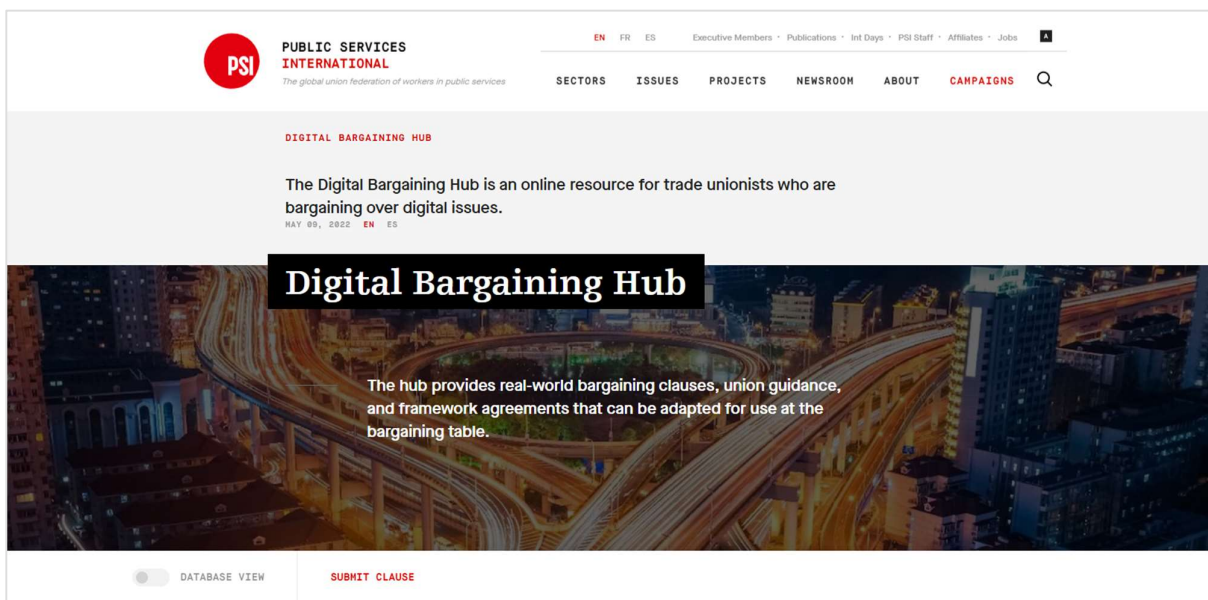 EN FR ES Executive Members · Publications · Int Days · PSI Staff · Affiliates · Jobs A
PSI
PUBLIC SERVICES
INTERNATIONAL
The global union federation of workers in public services
SECTORS ISSUES PROJECTS NEWSROOM ABOUT CAMPAIGNS
DIGITAL BARGAINING HUB
The Digital Bargaining Hub is an online resource for trade unionists who are
bargaining over digital issues.
MAY 09, 2022 EN ES
Digital Bargaining Hub
The hub provides real-world bargaining clauses, union guidance,
and framework agreements that can be adapted for use at the
bargaining table.
DATABASE VIEW SUBMIT CLAUSE